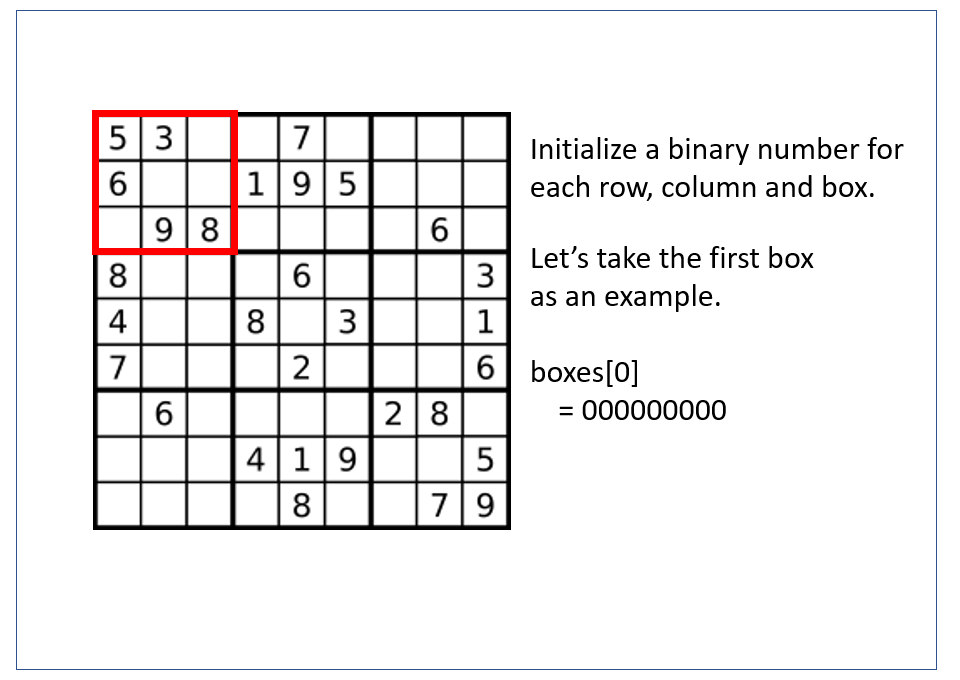 5 3 7
6 1 9 5
9 8 6
8 6 3
4 8 3 1
7 2 6
6 2 8
4 1 9 5
8 7 9
Initialize a binary number for
each row, column and box.
Let’s take the first box
as an example.
boxes[0]
= 000000000